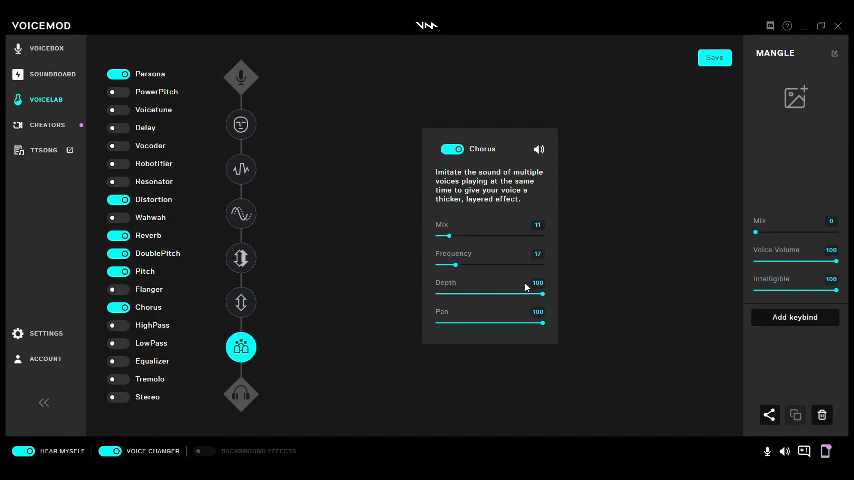 VOICEMOD
VOICEBOX
SOUNDBOARD
VOICELAB
CREATORS
TTSONG
SETTINGS
ACCOUNT
Persona
PowerPitch
Voicetune
Delay
Vocoder
Robotifier
Resonator
Distortion
Wahwah
Reverb
DoublePitch
Pitch
Flanger
Chorus
HighPass
LowPass
Equalizer
Tremolo
Stereo
Chorus
Imitate the sound of multiple
voices playing at the same
time to give your voice a
thicker, layered effect.
Mix 11
Frequency 17
Depth 100
Pan 100
Save
MANGLE
Mix 0
Voice Volume 100
Intelligible 100
Add keybind
HEAR MYSELF
VOICE CHANGER
BACKGROUND EFFECTS